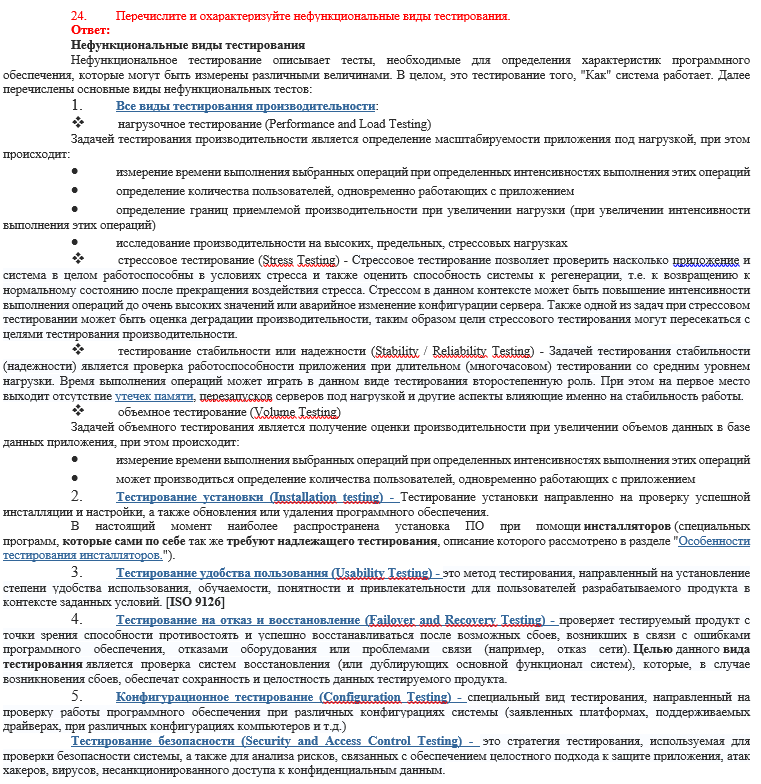 24. Перечислите и охарактеризуйте нефункциональные виды тестирования.
Ответ:
Нефункциональные виды тестирования
Нефункциональное тестирование описывает тесты, необходимые для определения характеристик программного
обеспечения, которые могут быть измерены различными величинами. В целом, это тестирование того, "Как" система работает. Далее
перечислены основные виды нефункциональных тестов:
1. Все виды тестирования производительности:
❖ нагрузочное тестирование (Performance and Load Testing)
Задачей тестирования производительности является определение масштабируемости приложения под нагрузкой, при этом
происходит:
● измерение времени выполнения выбранных операций при определенных интенсивностях выполнения этих операций
● определение количества пользователей, одновременно работающих с приложением
● определение границ приемлемой производительности при увеличении нагрузки (при увеличении интенсивности
выполнения этих операций)
● исследование производительности на высоких, предельных, стрессовых нагрузках
❖ стрессовое тестирование (Stress Testing) - Стрессовое тестирование позволяет проверить насколько приложение и
система в целом работоспособны в условиях стресса и также оценить способность системы к регенерации, т.е. к возвращению к
нормальному состоянию после прекращения воздействия стресса. Стрессом в данном контексте может быть повышение интенсивности
выполнения операций до очень высоких значений или аварийное изменение конфигурации сервера. Также одной из задач при стрессовом
тестировании может быть оценка деградации производительности, таким образом цели стрессового тестирования могут пересекаться с
целями тестирования производительности.
❖ тестирование стабильности или надежности (Stability / Reliability Testing) - Задачей тестирования стабильности
(надежности) является проверка работоспособности приложения при длительном (многочасовом) тестировании со средним уровнем
нагрузки. Время выполнения операций может играть в данном виде тестирования второстепенную роль. При этом на первое место
выходит отсутствие утечек памяти, перезапусков серверов под нагрузкой и другие аспекты влияющие именно на стабильность работы.
❖ объемное тестирование (Volume Testing)
Задачей объемного тестирования является получение оценки производительности при увеличении объемов данных в базе
данных приложения, при этом происходит:
● измерение времени выполнения выбранных операций при определенных интенсивностях выполнения этих операций
● может производиться определение количества пользователей, одновременно работающих с приложением
2. Тестирование установки (Installation testing) - Тестирование установки направленно на проверку успешной
инсталляции и настройки, а также обновления или удаления программного обеспечения.
В настоящий момент наиболее распространена установка ПО при помощи инсталляторов (специальных
программ, которые сами по себе так же требуют надлежащего тестирования, описание которого рассмотрено в разделе "Особенности
тестирования инсталляторов.").
3. Тестирование удобства пользования (Usability Testing) - это метод тестирования, направленный на установление
степени удобства использования, обучаемости, понятности и привлекательности для пользователей разрабатываемого продукта в
контексте заданных условий. [ISO 9126]
4. Тестирование на отказ и восстановление (Failover and Recovery Testing) - проверяет тестируемый продукт с
точки зрения способности противостоять и успешно восстанавливаться после возможных сбоев, возникших в связи с ошибками
программного обеспечения, отказами оборудования или проблемами связи (например, отказ сети). Целью данного вида
тестирования является проверка систем восстановления (или дублирующих основной функционал систем), которые, в случае
возникновения сбоев, обеспечат сохранность и целостность данных тестируемого продукта.
5. Конфигурационное тестирование (Configuration Testing) - специальный вид тестирования, направленный на
проверку работы программного обеспечения при различных конфигурациях системы (заявленных платформах, поддерживаемых
драйверах, при различных конфигурациях компьютеров и т.д.)
Тестирование безопасности (Security and Access Control Testing) - это стратегия тестирования, используемая для
проверки безопасности системы, а также для анализа рисков, связанных с обеспечением целостного подхода к защите приложения, атак
хакеров, вирусов, несанкционированного доступа к конфиденциальным данным.